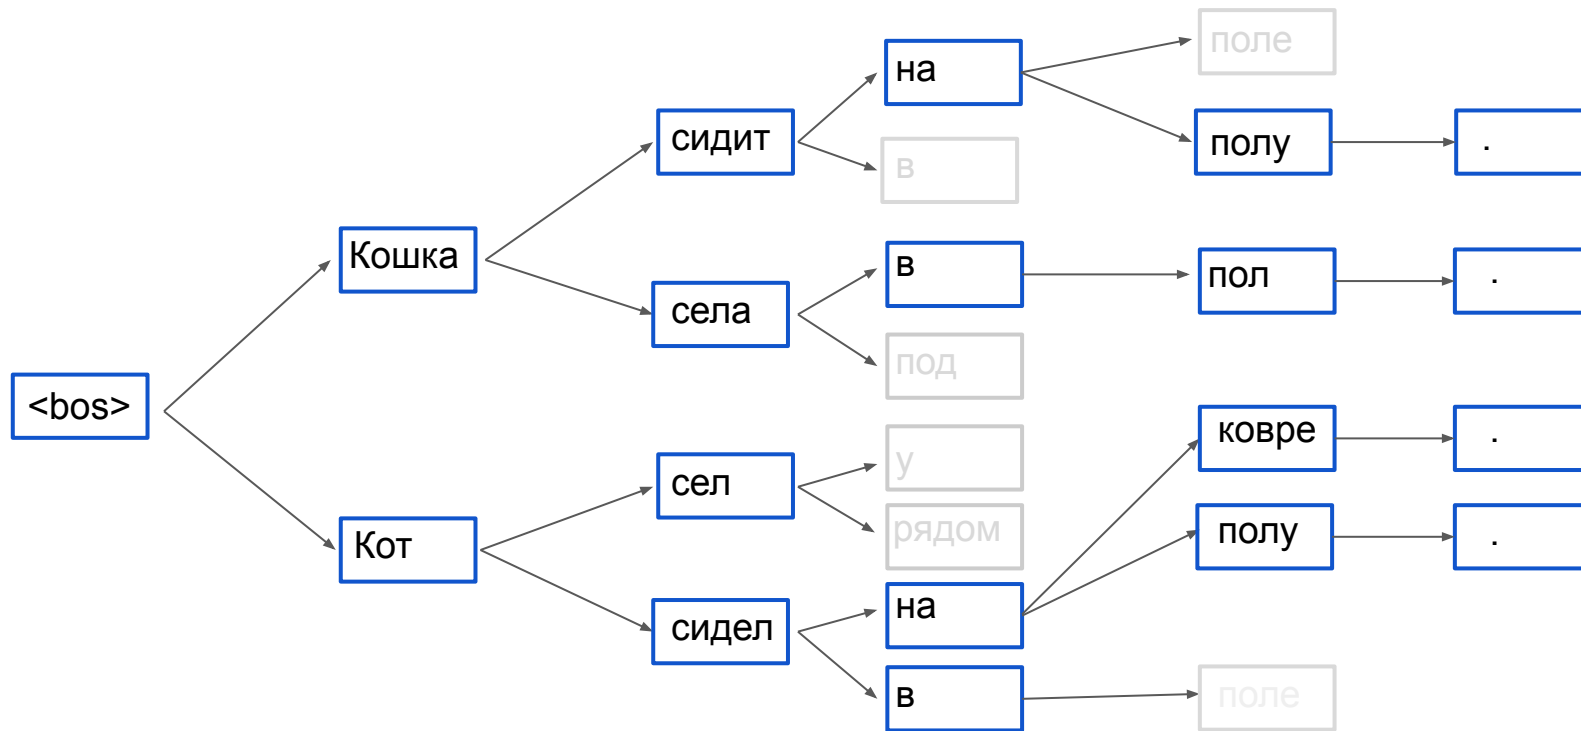 поле
на
сидит
полу
.
в
Кошка
в
пол
.
села
под
<bos>
ковре
.
у
сел
рядом
полу
.
Кот
на
сидел
в
поле